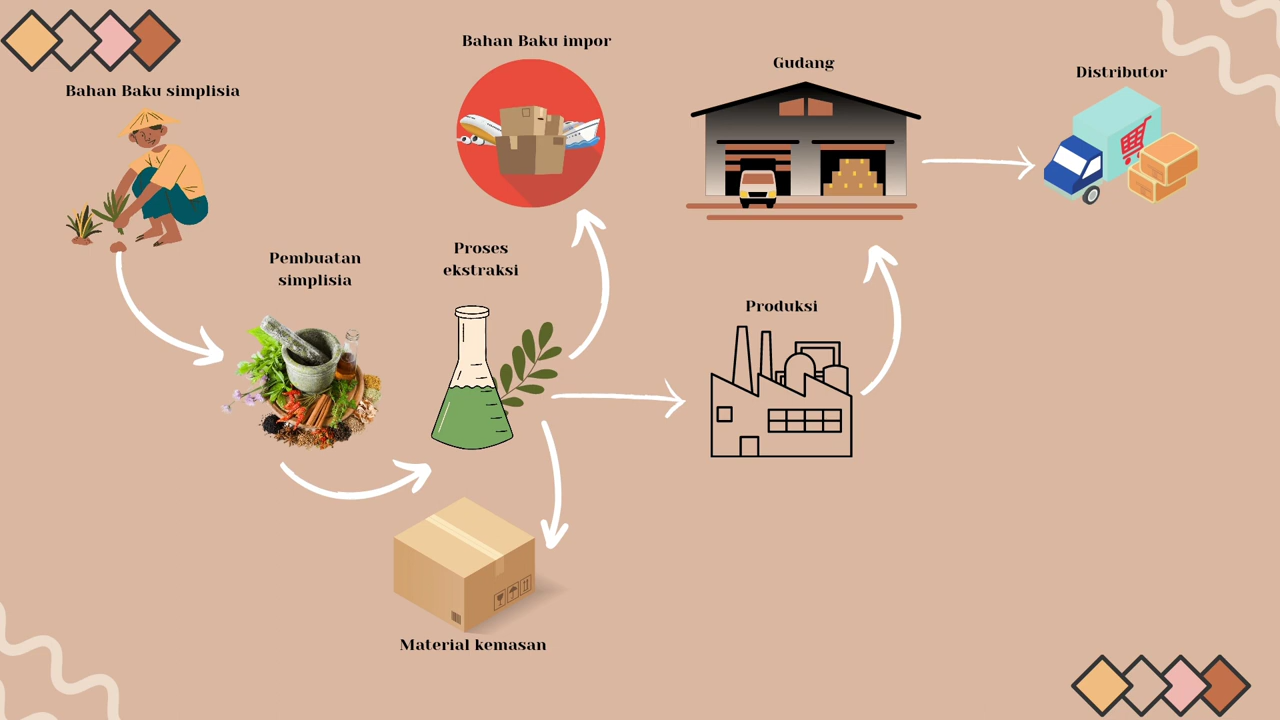 Bahan Baku simplisia
Bahan Baku impor
Gudang
Distributor
Pembuatan
simplisia
Proses
ekstraksi
Produksi
Material kemasan